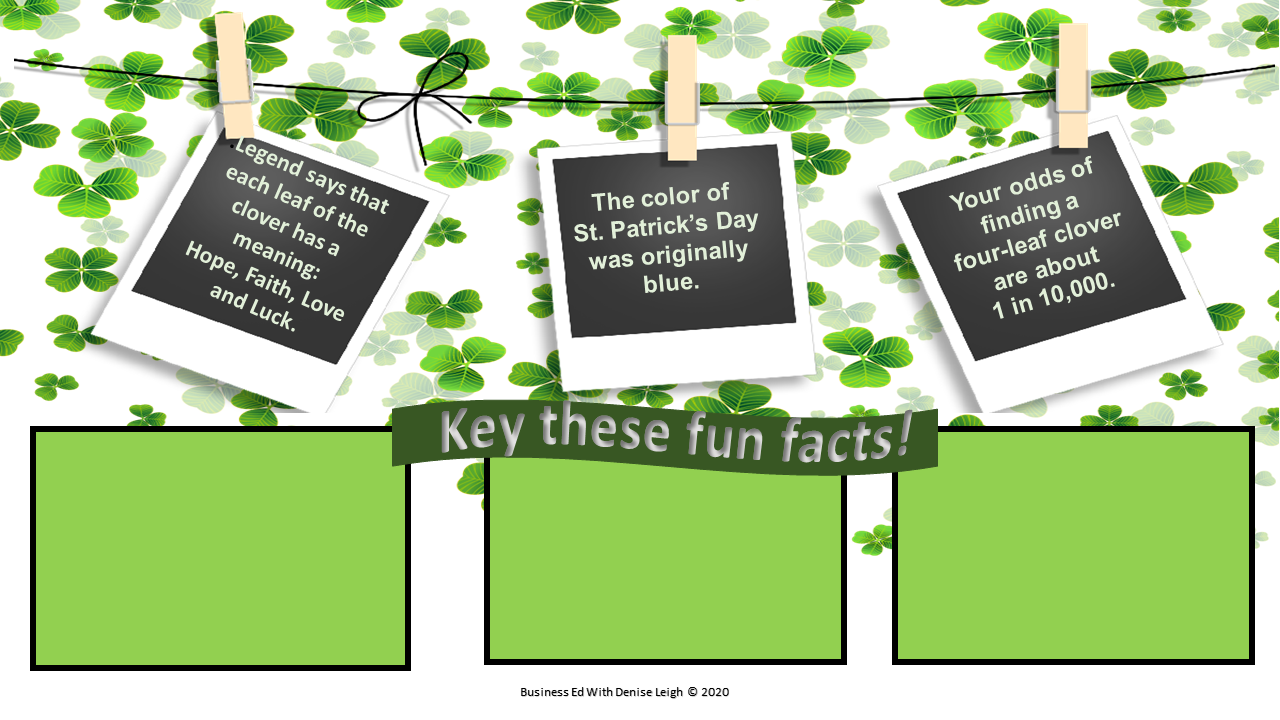 Legend says that
each leaf of the
clover has a
meaning:
Hope, Faith, Love
and Luck.
The color of
St. Patrick’s Day
was originally
blue.
Your odds of
finding a
four-leaf clover
are about
1 in 10,000.
Key these fun facts!
Business Ed With Denise Leigh © 2020